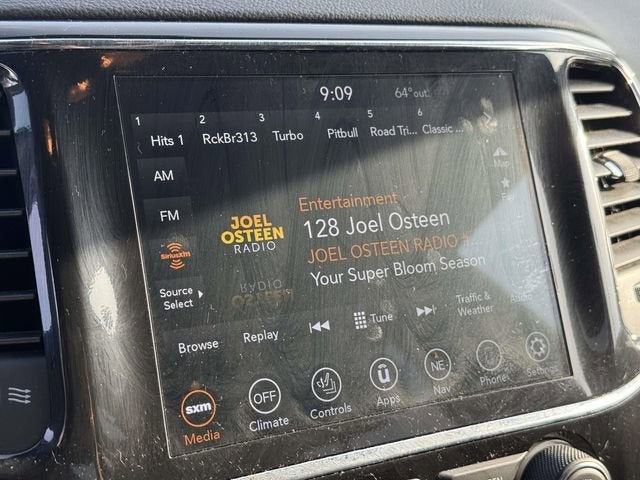 9:09 64° out.
1 2 3 4 5 6
Hits 1 RckBr313 Turbo Pitbull Road Tri... Classic ...
AM
FM
SiriusXM
Source
Select
JOEL
OSTEEN
RADIO
Entertainment
128 Joel Osteen
JOEL OSTEEN RADIO
Your Super Bloom Season
Map
Browse Replay Tune
Traffic &
Weather
Audio
sxm OFF NE
Media Climate Controls Apps Nav Phone Settings